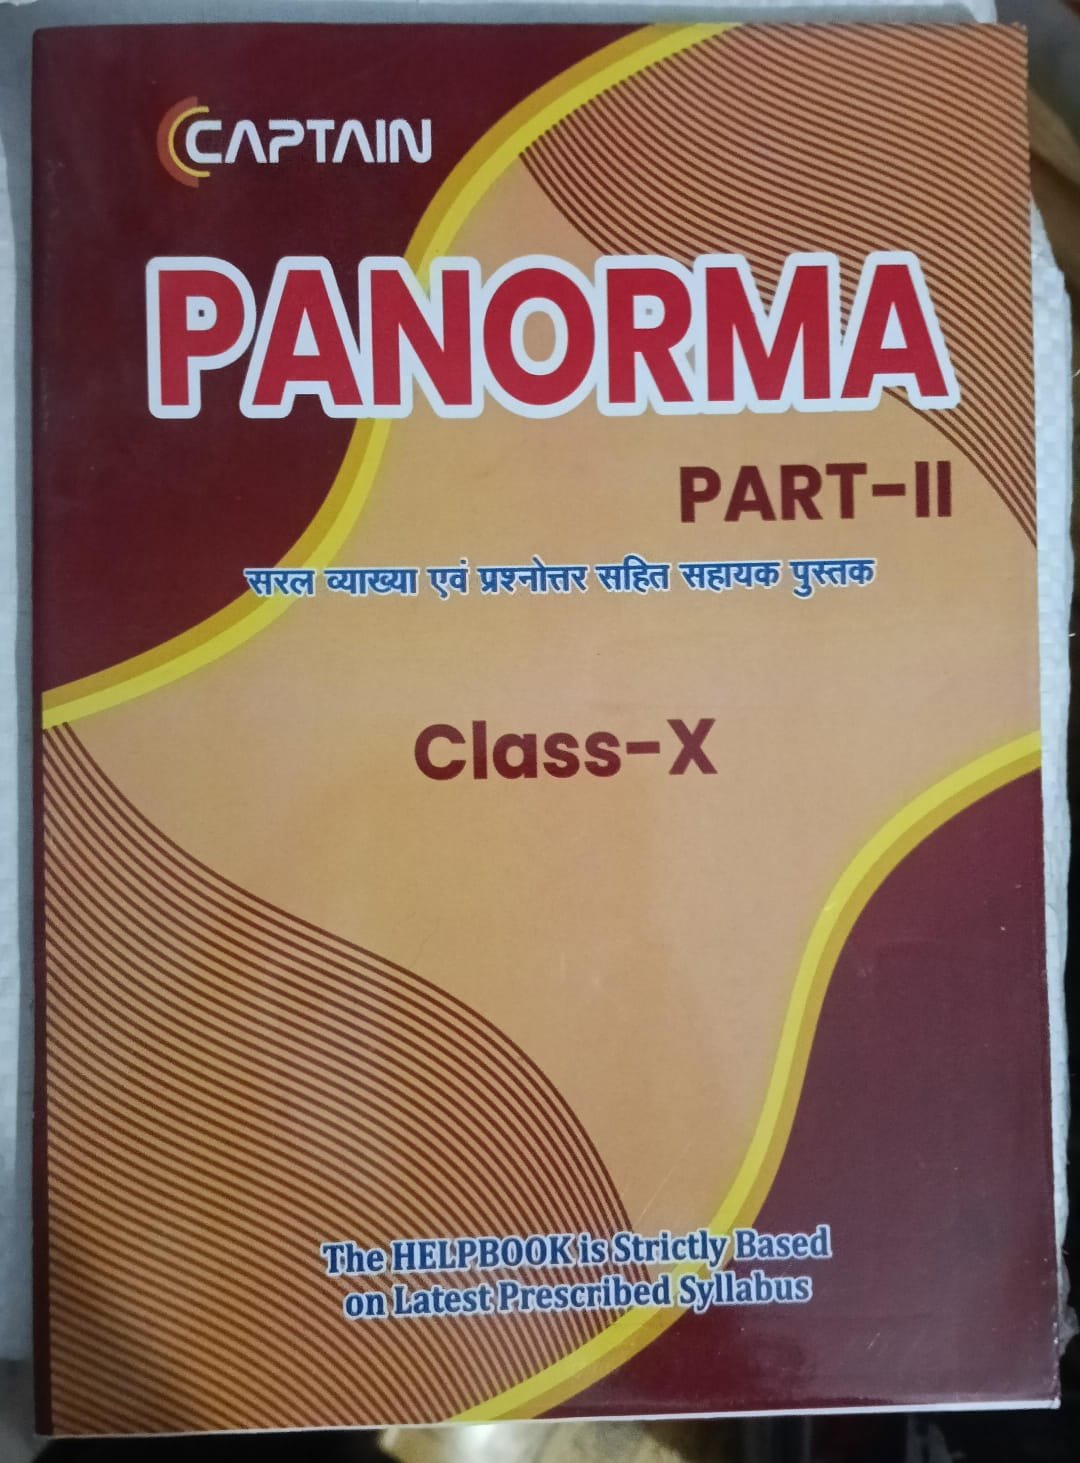 CAPTAIN
PANORMA
PART-II
सरल व्याख्या एवं प्रश्नोत्तर सहित सहायक पुस्तक
Class-X
The HELPBOOK is Strictly Based
on Latest Prescribed Syllabus